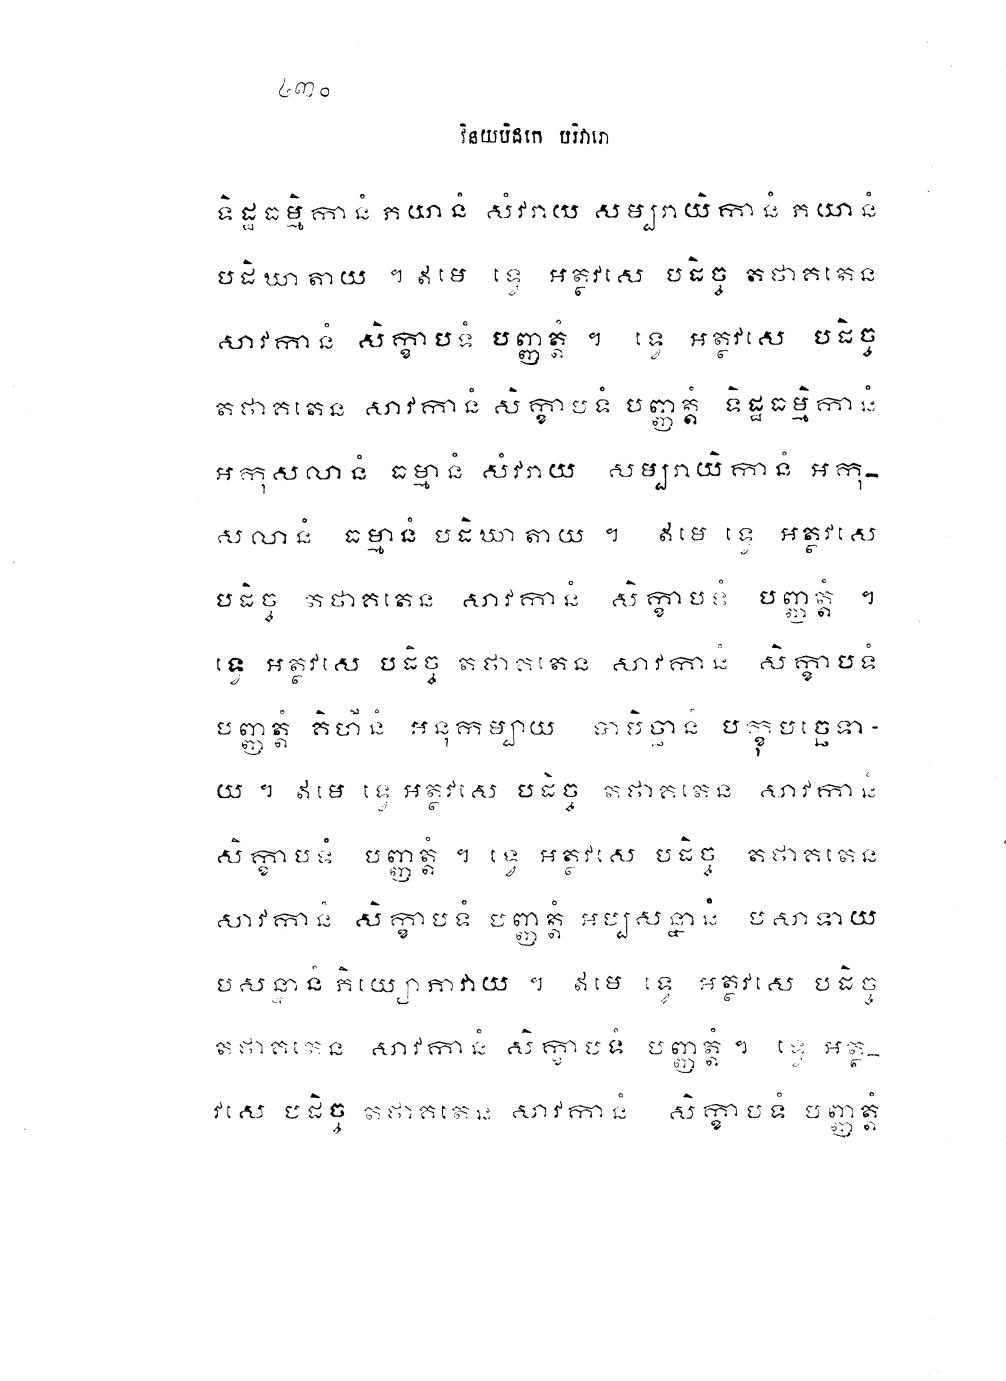 ៤៣០
វិនយបិដកេ បរិវារោ
ទិដ្ឋធម្មិកានំ ភយានំ សំវរាយ សម្បរាយិកានំ ភយានំ
បដិឃាតាយ ។ ឥមេ ទ្វេ អត្ថវសេ បដិច្ច តថាគតេន
សាវកានំ សិក្ខាបទំ បញ្ញត្តំ ។ ទ្វេ អត្ថវសេ បដិច្ច
តថាគតេន សាវកានំ សិក្ខាបទំ បញ្ញត្តំ ទិដ្ឋធម្មិកានំ
អកុសលានំ ធម្មានំ សំវរាយ សម្បរាយិកានំ អកុ-
សលានំ ធម្មានំ បដិឃាតាយ ។ ឥមេ ទ្វេ អត្ថវសេ
បដិច្ច តថាគតេន សាវកានំ សិក្ខាបទំ បញ្ញត្តំ ។
ទ្វេ អត្ថវសេ បដិច្ច តថាគតេន សាវកានំ សិក្ខាបទំ
បញ្ញត្តំ គិហីនំ អនុកម្បាយ បាបិច្ឆានំ បក្ខុបច្ឆេទា-
យ ។ ឥមេ ទ្វេ អត្ថវសេ បដិច្ច តថាគតេន សាវកានំ
សិក្ខាបទំ បញ្ញត្តំ ។ ទ្វេ អត្ថវសេ បដិច្ច តថាគតេន
សាវកានំ សិក្ខាបទំ បញ្ញត្តំ អប្បសន្នានំ បសាទាយ
បសន្នានំ ភិយ្យោភាវាយ ។ ឥមេ ទ្វេ អត្ថវសេ បដិច្ច
តថាគតេន សាវកានំ សិក្ខាបទំ បញ្ញត្តំ ។ ទ្វេ អត្ថ-
វសេ បដិច្ច តថាគតេន សាវកានំ សិក្ខាបទំ បញ្ញត្តំ